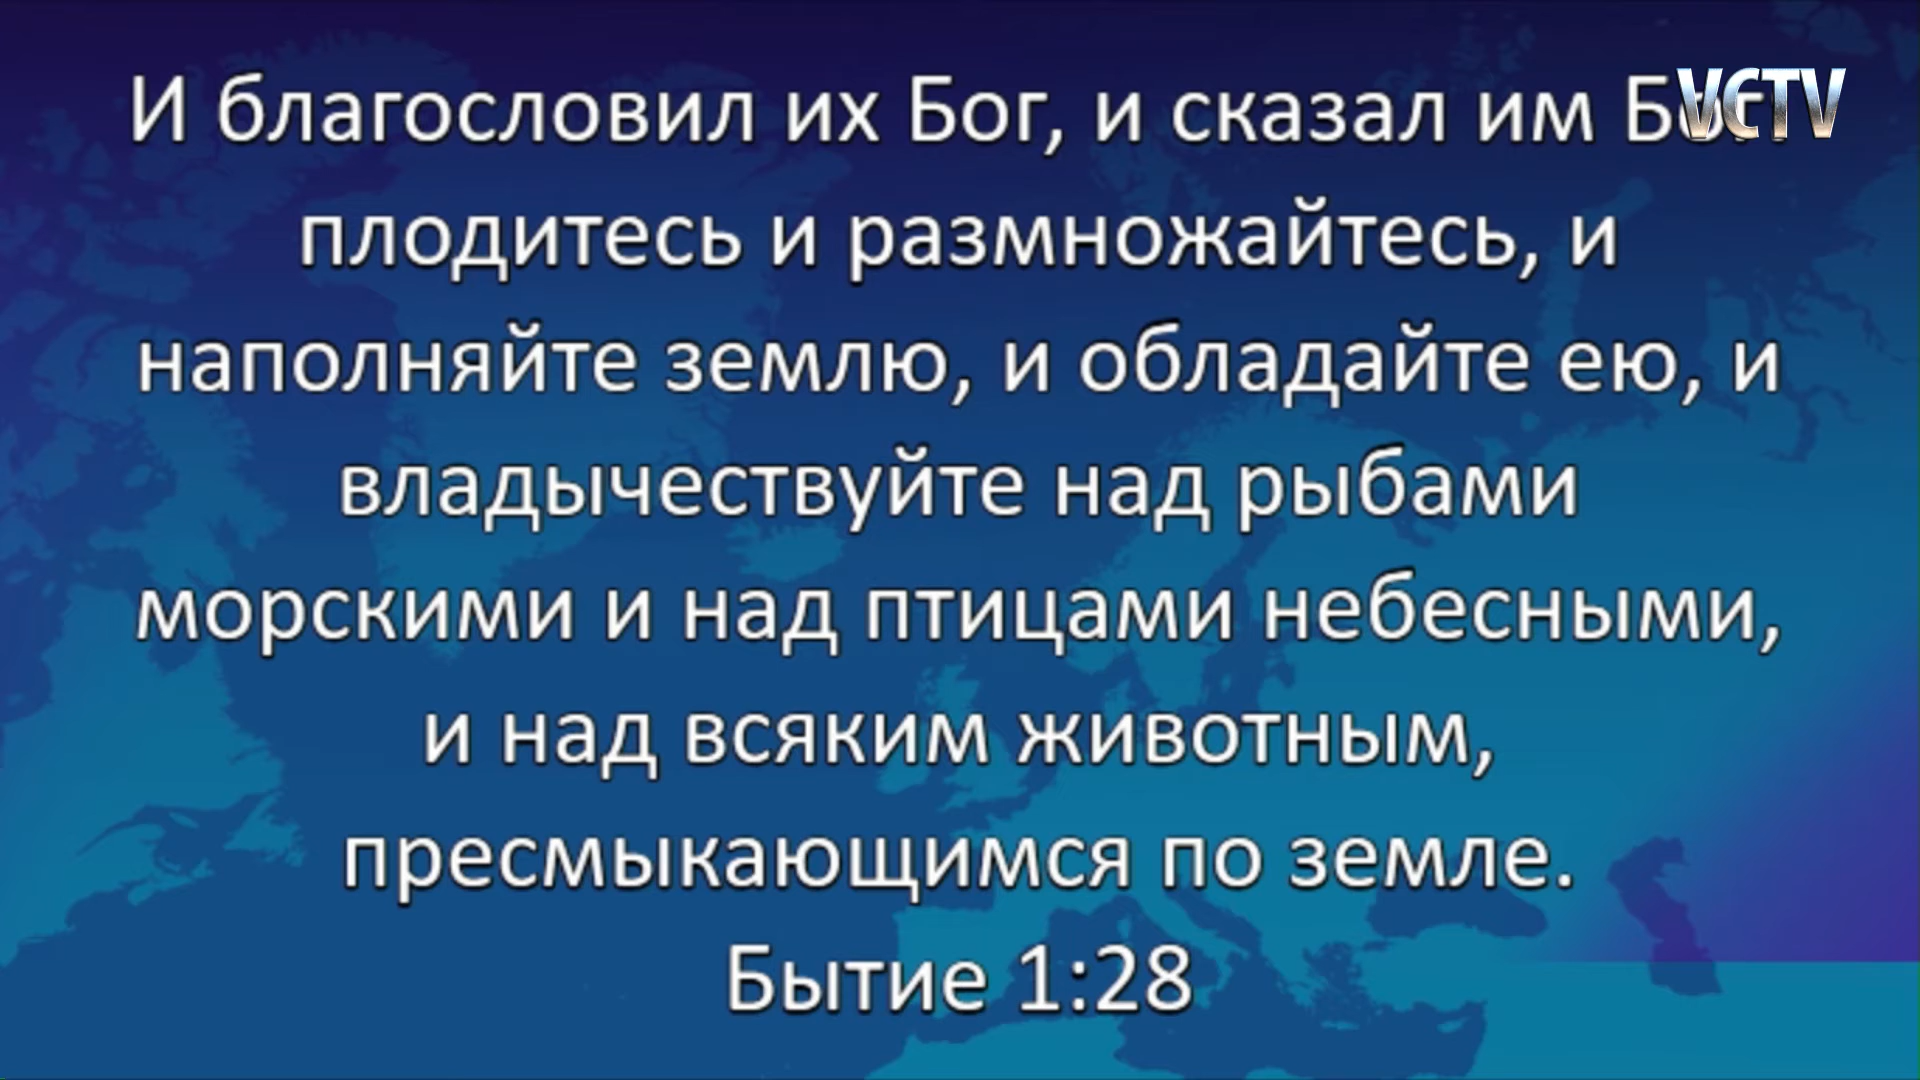 И благословил их Бог, и сказал им Бог:
VCTV
плодитесь и размножайтесь, и
наполняйте землю, и обладайте ею, и
владычествуйте над рыбами
морскими и над птицами небесными,
и над всяким животным,
пресмыкающимся по земле.
Бытие 1:28